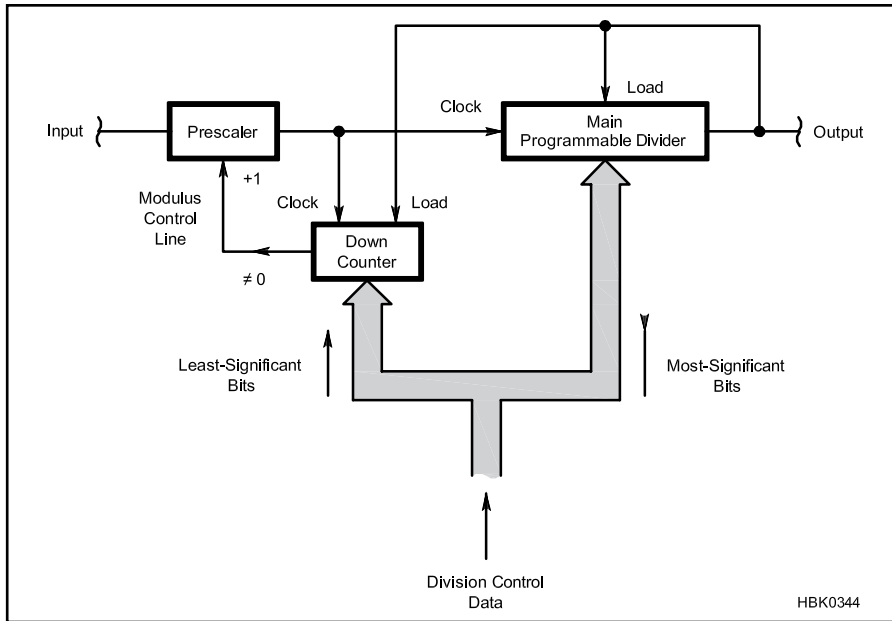 Load
Clock
Input
Prescaler
Main
Programmable Divider
Output
+1
Modulus
Control
Line
Clock
Load
Down
Counter
≠ 0
Least-Significant
Bits
Most-Significant
Bits
Division Control
Data
HBK0344